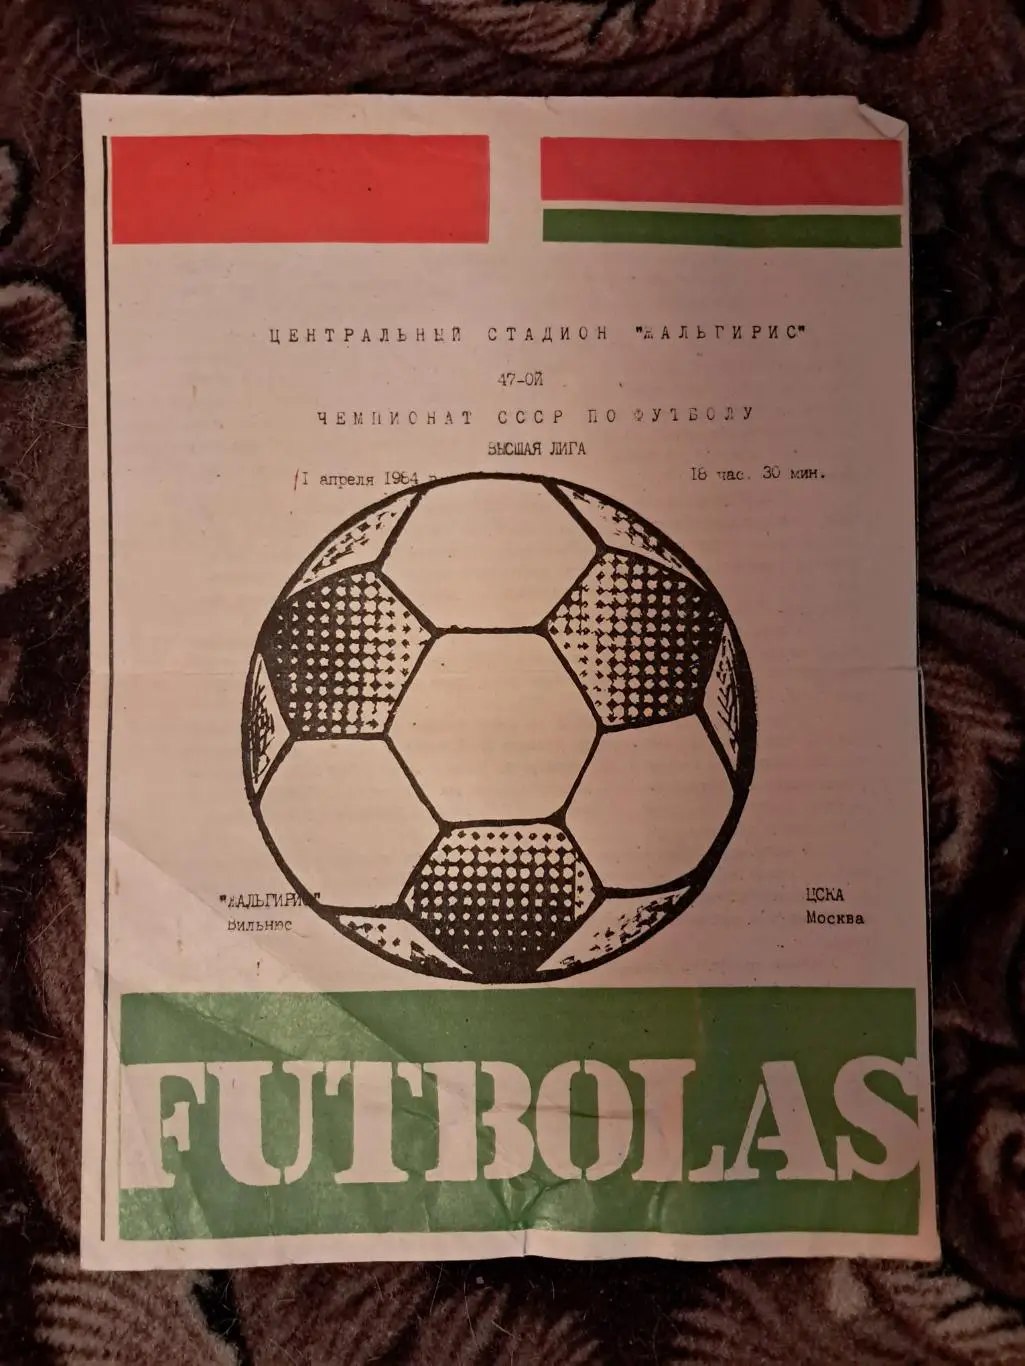 ЦЕНТРАЛЬНЫЙ СТАДИОН "ЖАЛЬГИРИС"
47-ОЙ
ЧЕМПИОНАТ СССР ПО ФУТБОЛУ
ВЫСШАЯ ЛИГА
11 апреля 1984 г. 18 час. 30 мин.
"ЖАЛЬГИРИС" ЦСКА
Вильнюс Москва
FUTBOLAS